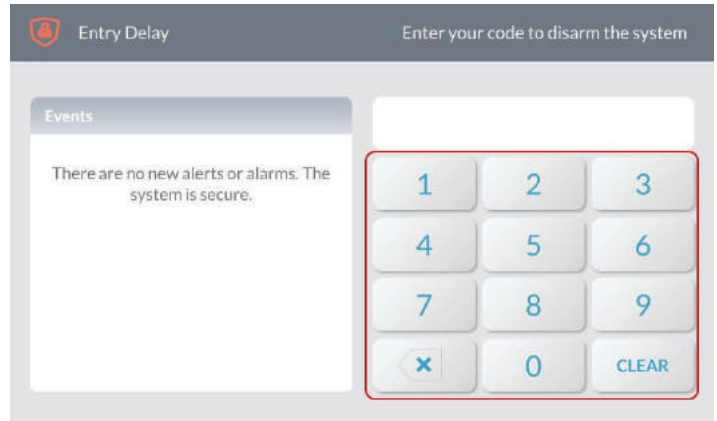 Entry Delay
Enter your code to disarm the system
Events
There are no new alerts or alarms. The
system is secure.
1 2 3
4 5 6
7 8 9
0 CLEAR